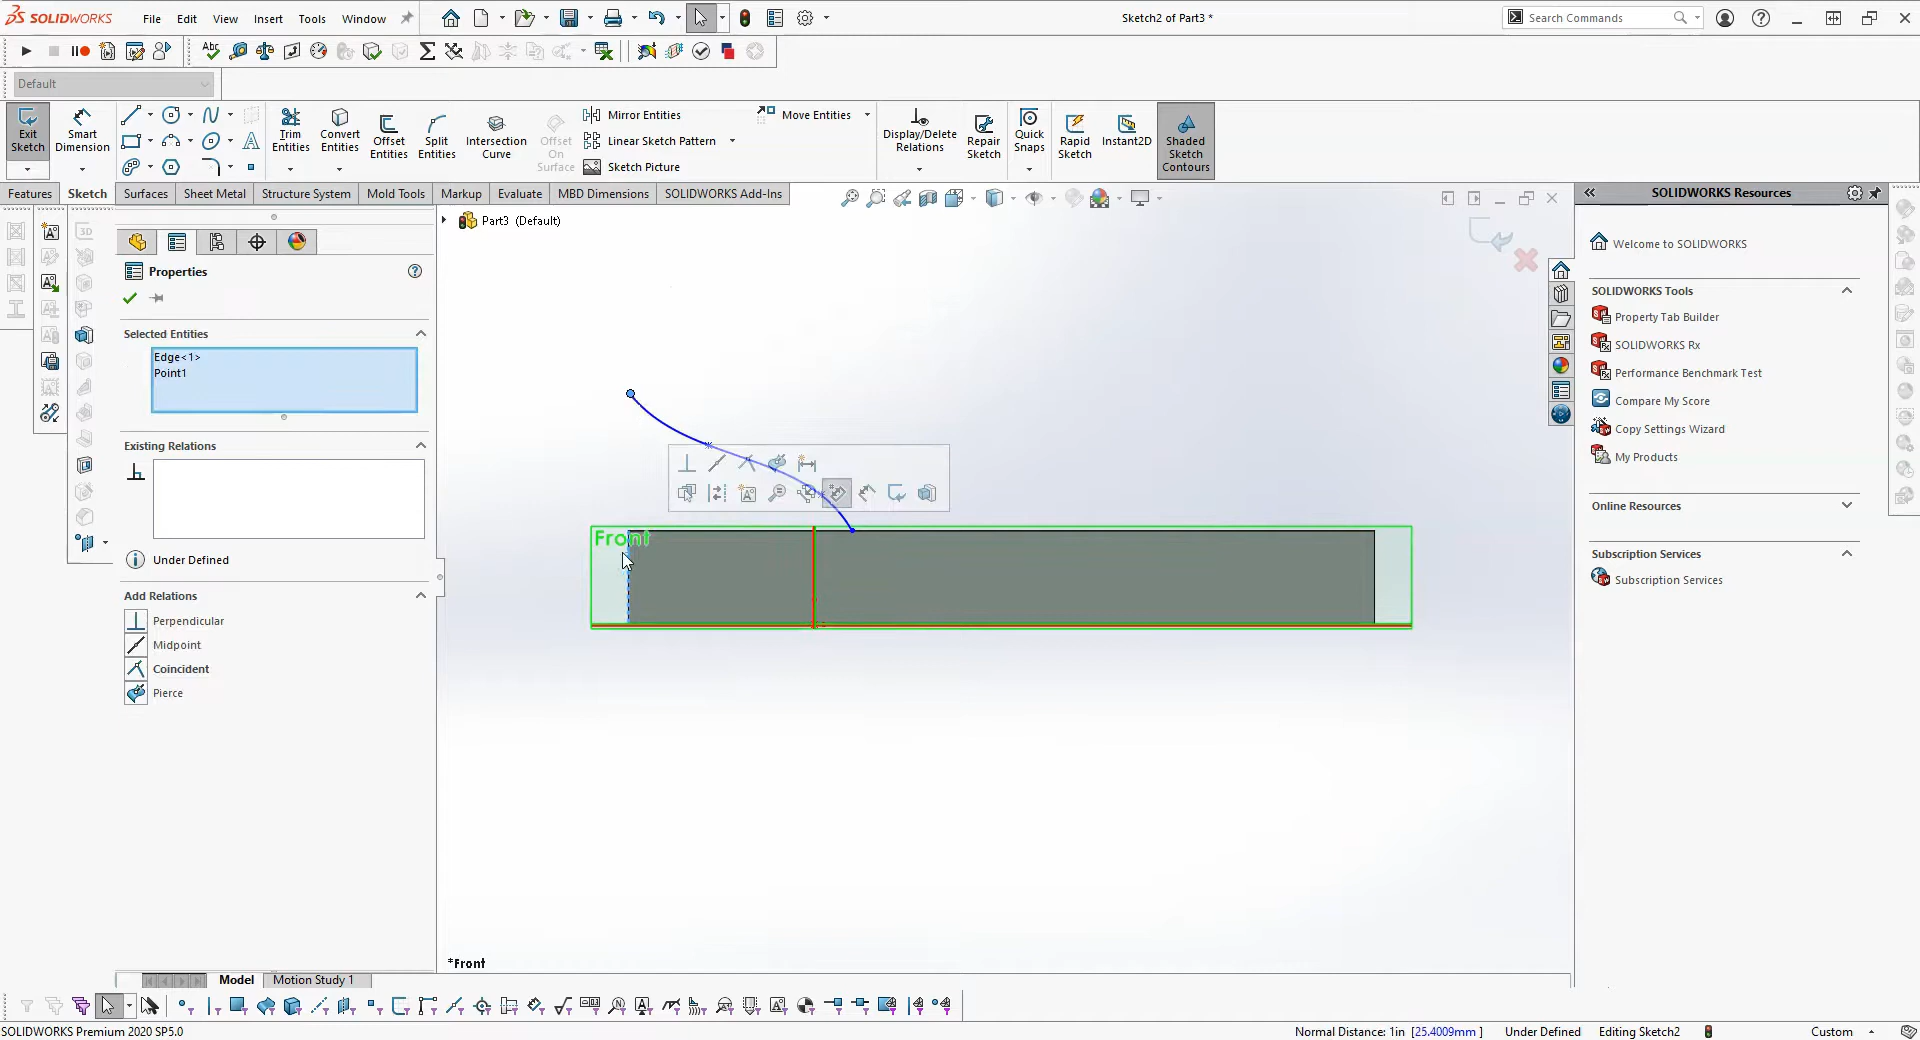 SOLIDWORKS
File
Edit
View
Insert
Tools
Window
Sketch2 of Part3 *
Search Commands
Default
Exit Sketch
Smart Dimension
Trim Entities
Convert Entities
Offset Entities
Split Entities
Intersection Curve
Offset On Surface
Mirror Entities
Linear Sketch Pattern
Sketch Picture
Move Entities
Display/Delete Relations
Repair Sketch
Quick Snaps
Rapid Sketch
Instant2D
Shaded Sketch Contours
Features
Sketch
Surfaces
Sheet Metal
Structure System
Mold Tools
Markup
Evaluate
MBD Dimensions
SOLIDWORKS Add-Ins
Part3 (Default)
Properties
Selected Entities
Edge<1>
Point1
Existing Relations
Under Defined
Add Relations
Perpendicular
Midpoint
Coincident
Pierce
Front
*Front
SOLIDWORKS Resources
Welcome to SOLIDWORKS
SOLIDWORKS Tools
Property Tab Builder
SOLIDWORKS Rx
Performance Benchmark Test
Compare My Score
Copy Settings Wizard
My Products
Online Resources
Subscription Services
Subscription Services
Model
Motion Study 1
SOLIDWORKS Premium 2020 SP5.0
Normal Distance: 1in [25.4009mm ]
Under Defined
Editing Sketch2
Custom